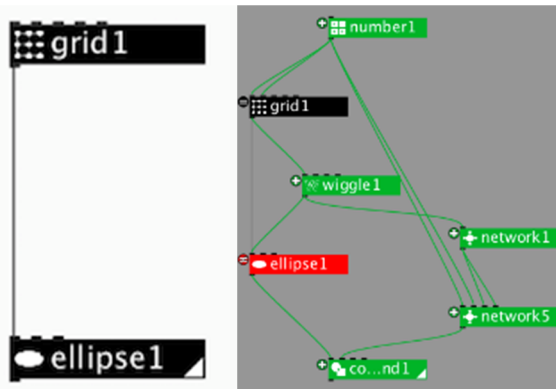 grid1
ellipse1
number1
grid1
wiggle1
network1
ellipse1
network5
co...nd1